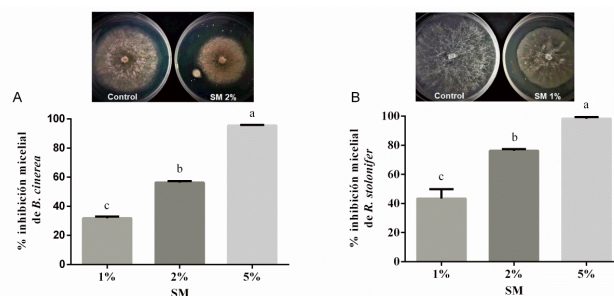 Control
SM 2%
A
% inhibición micelial
de B. cinerea
100
80
60
40
20
0
c
b
a
1%
2%
5%
SM
Control
SM 1%
B
% inhibición micelial
de R. stolonifer
100
80
60
40
20
0
c
b
a
1%
2%
5%
SM